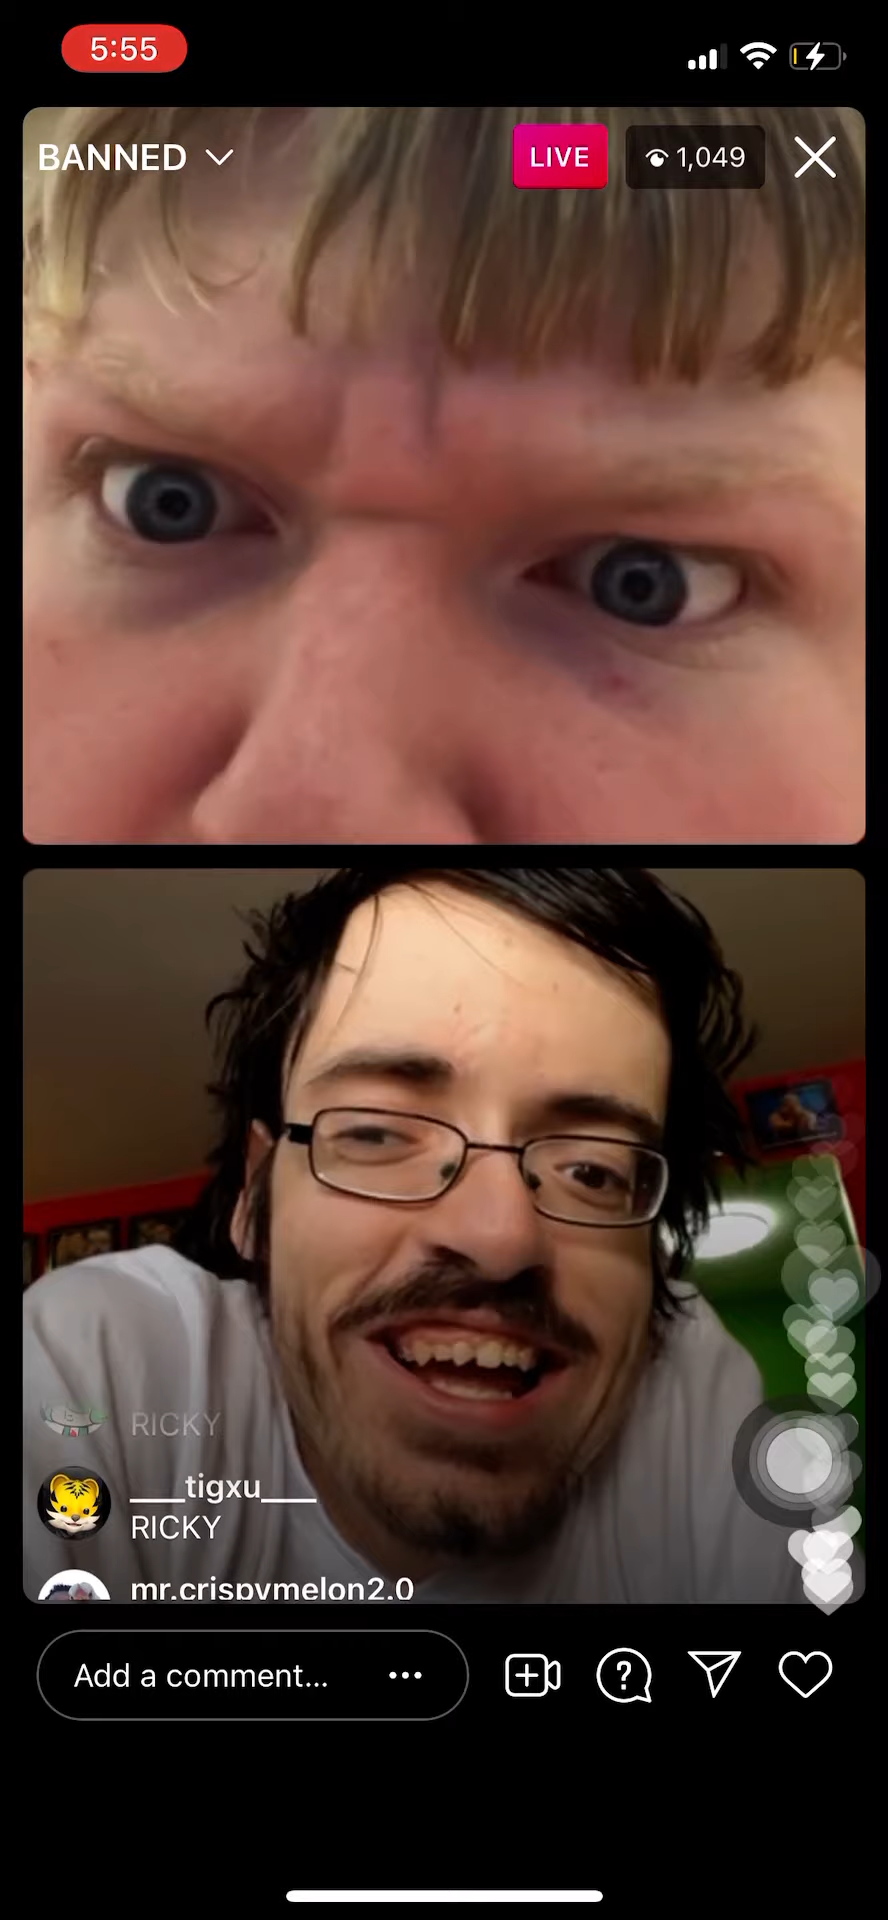 5:55
BANNED
LIVE
1,049
RICKY
___tigxu___
RICKY
mr.crispymelon2.0
Add a comment...